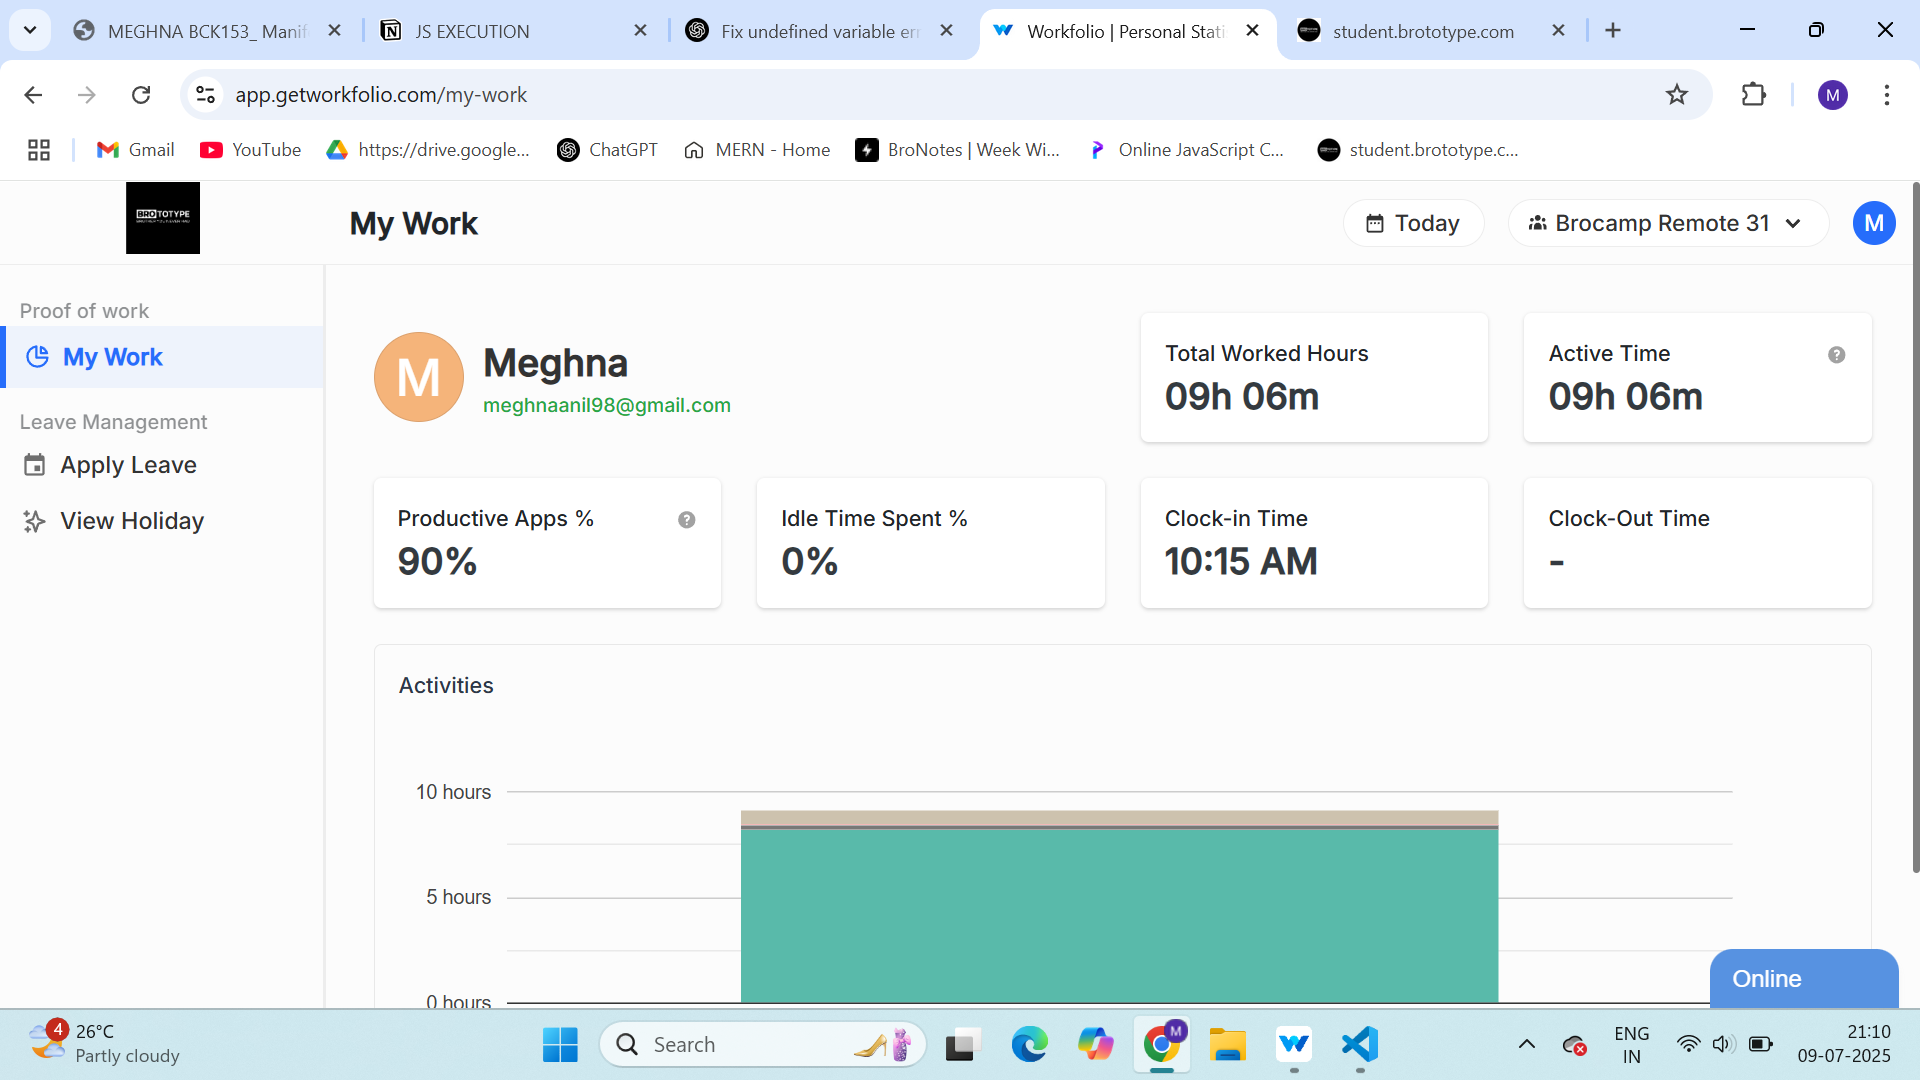 MEGHNA BCK153_ Manif
JS EXECUTION
Fix undefined variable err
Workfolio | Personal Stati
student.brototype.com
app.getworkfolio.com/my-work
M
Gmail
YouTube
https://drive.google...
ChatGPT
MERN - Home
BroNotes | Week Wi...
Online JavaScript C...
student.brototype.c...
BROTOTYPE
My Work
Today
Brocamp Remote 31
M
Proof of work
My Work
Leave Management
Apply Leave
View Holiday
M
Meghna
meghnaanil98@gmail.com
Total Worked Hours
09h 06m
Active Time
09h 06m
Productive Apps %
90%
Idle Time Spent %
0%
Clock-in Time
10:15 AM
Clock-Out Time
-
Activities
10 hours
5 hours
0 hours
Online
4
26°C
Partly cloudy
Search
M
ENG
IN
21:10
09-07-2025